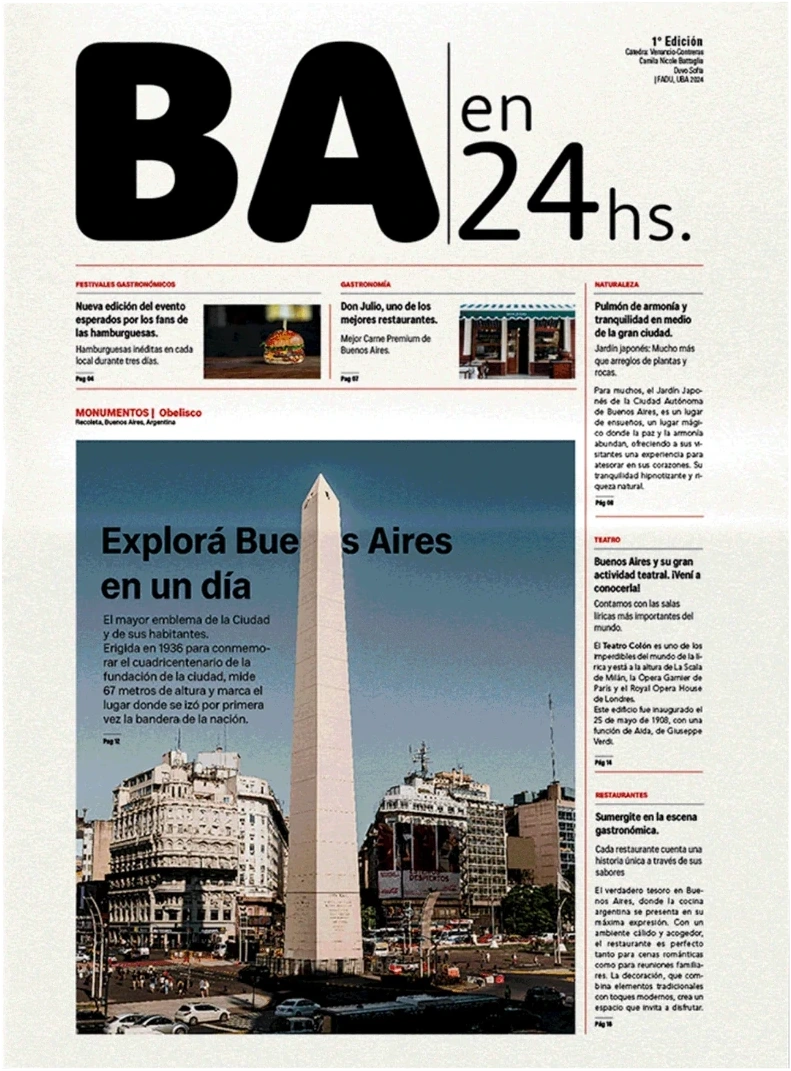 BA en
24hs.
1° Edición
Catedra: Venancio-Contreras
Camila Nicole Battaglia
Duvo Sofia
| FADU, UBA 2024
FESTIVALES GASTRONÓMICOS
Nueva edición del evento
esperados por los fans de
las hamburguesas.
Hamburguesas inéditas en cada
local durante tres días.
Pag 04
GASTRONOMÍA
Don Julio, uno de los
mejores restaurantes.
Mejor Carne Premium de
Buenos Aires.
Pag 07
MONUMENTOS | Obelisco
Recoleta, Buenos Aires, Argentina
Explorá Bue s Aires
en un día
El mayor emblema de la Ciudad
y de sus habitantes.
Erigida en 1936 para conmemo-
rar el cuadricentenario de la
fundación de la ciudad, mide
67 metros de altura y marca el
lugar donde se izó por primera
vez la bandera de la nación.
Pag 12
NATURALEZA
Pulmón de armonía y
tranquilidad en medio
de la gran ciudad.
Jardín japonés: Mucho más
que arreglos de plantas y
rocas.
Para muchos, el Jardín Japo-
nés de la Ciudad Autónoma
de Buenos Aires, es un lugar
de ensueños, un lugar mági-
co donde la paz y la armonía
abundan, ofreciendo a sus vi-
sitantes una experiencia para
atesorar en sus corazones. Su
tranquilidad hipnotizante y ri-
queza natural.
Pág 08
TEATRO
Buenos Aires y su gran
actividad teatral. ¡Vení a
conocerla!
Contamos con las salas
líricas más importantes del
mundo.
El Teatro Colón es uno de los
imperdibles del mundo de la lí-
rica y está a la altura de La Scala
de Milán, la Opera Garnier de
París y el Royal Opera House
de Londres.
Este edificio fue inaugurado el
25 de mayo de 1908, con una
función de Aída, de Giuseppe
Verdi.
Pág 14
RESTAURANTES
Sumergite en la escena
gastronómica.
Cada restaurante cuenta una
historia única a través de sus
sabores
El verdadero tesoro en Bue-
nos Aires, donde la cocina
argentina se presenta en su
máxima expresión. Con un
ambiente cálido y acogedor,
el restaurante es perfecto
tanto para cenas románticas
como para reuniones familia-
res. La decoración, que com-
bina elementos tradicionales
con toques modernos, crea un
espacio que invita a disfrutar.
Pág 16